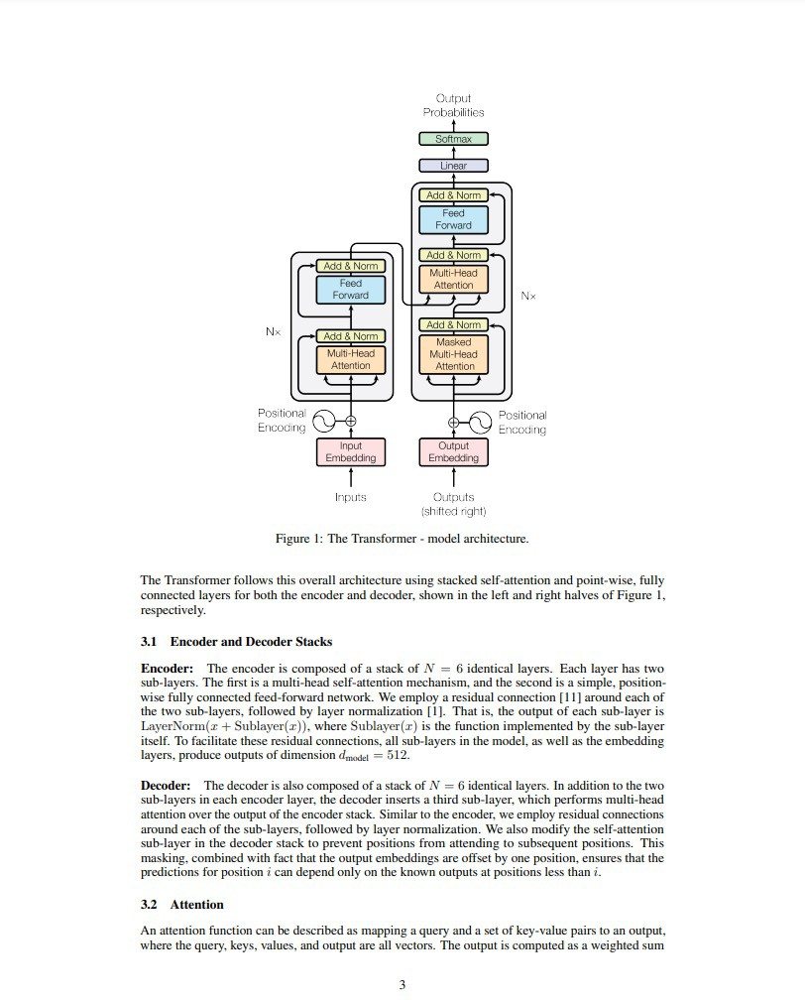 Output
Probabilities
Softmax
Linear
Add & Norm
Feed
Forward
Add & Norm
Multi-Head
Attention
Add & Norm
Masked
Multi-Head
Attention
Nx
Add & Norm
Feed
Forward
Add & Norm
Multi-Head
Attention
Nx
Positional
Encoding
Positional
Encoding
Input
Embedding
Output
Embedding
Inputs
Outputs
(shifted right)
Figure 1: The Transformer - model architecture.
The Transformer follows this overall architecture using stacked self-attention and point-wise, fully
connected layers for both the encoder and decoder, shown in the left and right halves of Figure 1,
respectively.
3.1 Encoder and Decoder Stacks
Encoder: The encoder is composed of a stack of N = 6 identical layers. Each layer has two
sub-layers. The first is a multi-head self-attention mechanism, and the second is a simple, position-
wise fully connected feed-forward network. We employ a residual connection [11] around each of
the two sub-layers, followed by layer normalization [1]. That is, the output of each sub-layer is
LayerNorm(x + Sublayer(x)), where Sublayer(x) is the function implemented by the sub-layer
itself. To facilitate these residual connections, all sub-layers in the model, as well as the embedding
layers, produce outputs of dimension dmodel = 512.
Decoder: The decoder is also composed of a stack of N = 6 identical layers. In addition to the two
sub-layers in each encoder layer, the decoder inserts a third sub-layer, which performs multi-head
attention over the output of the encoder stack. Similar to the encoder, we employ residual connections
around each of the sub-layers, followed by layer normalization. We also modify the self-attention
sub-layer in the decoder stack to prevent positions from attending to subsequent positions. This
masking, combined with fact that the output embeddings are offset by one position, ensures that the
predictions for position i can depend only on the known outputs at positions less than i.
3.2 Attention
An attention function can be described as mapping a query and a set of key-value pairs to an output,
where the query, keys, values, and output are all vectors. The output is computed as a weighted sum
3